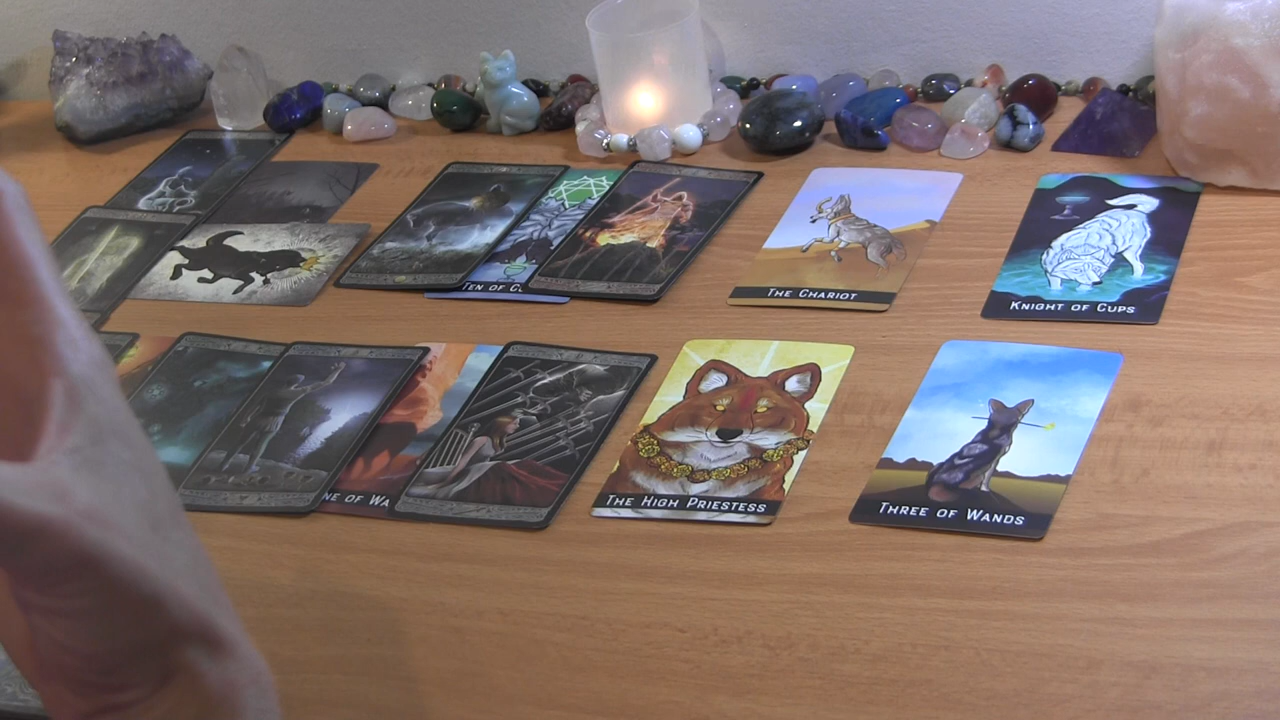 TEN OF C
THE CHARIOT
KNIGHT OF CUPS
NE OF WA
THE HIGH PRIESTESS
THREE OF WANDS